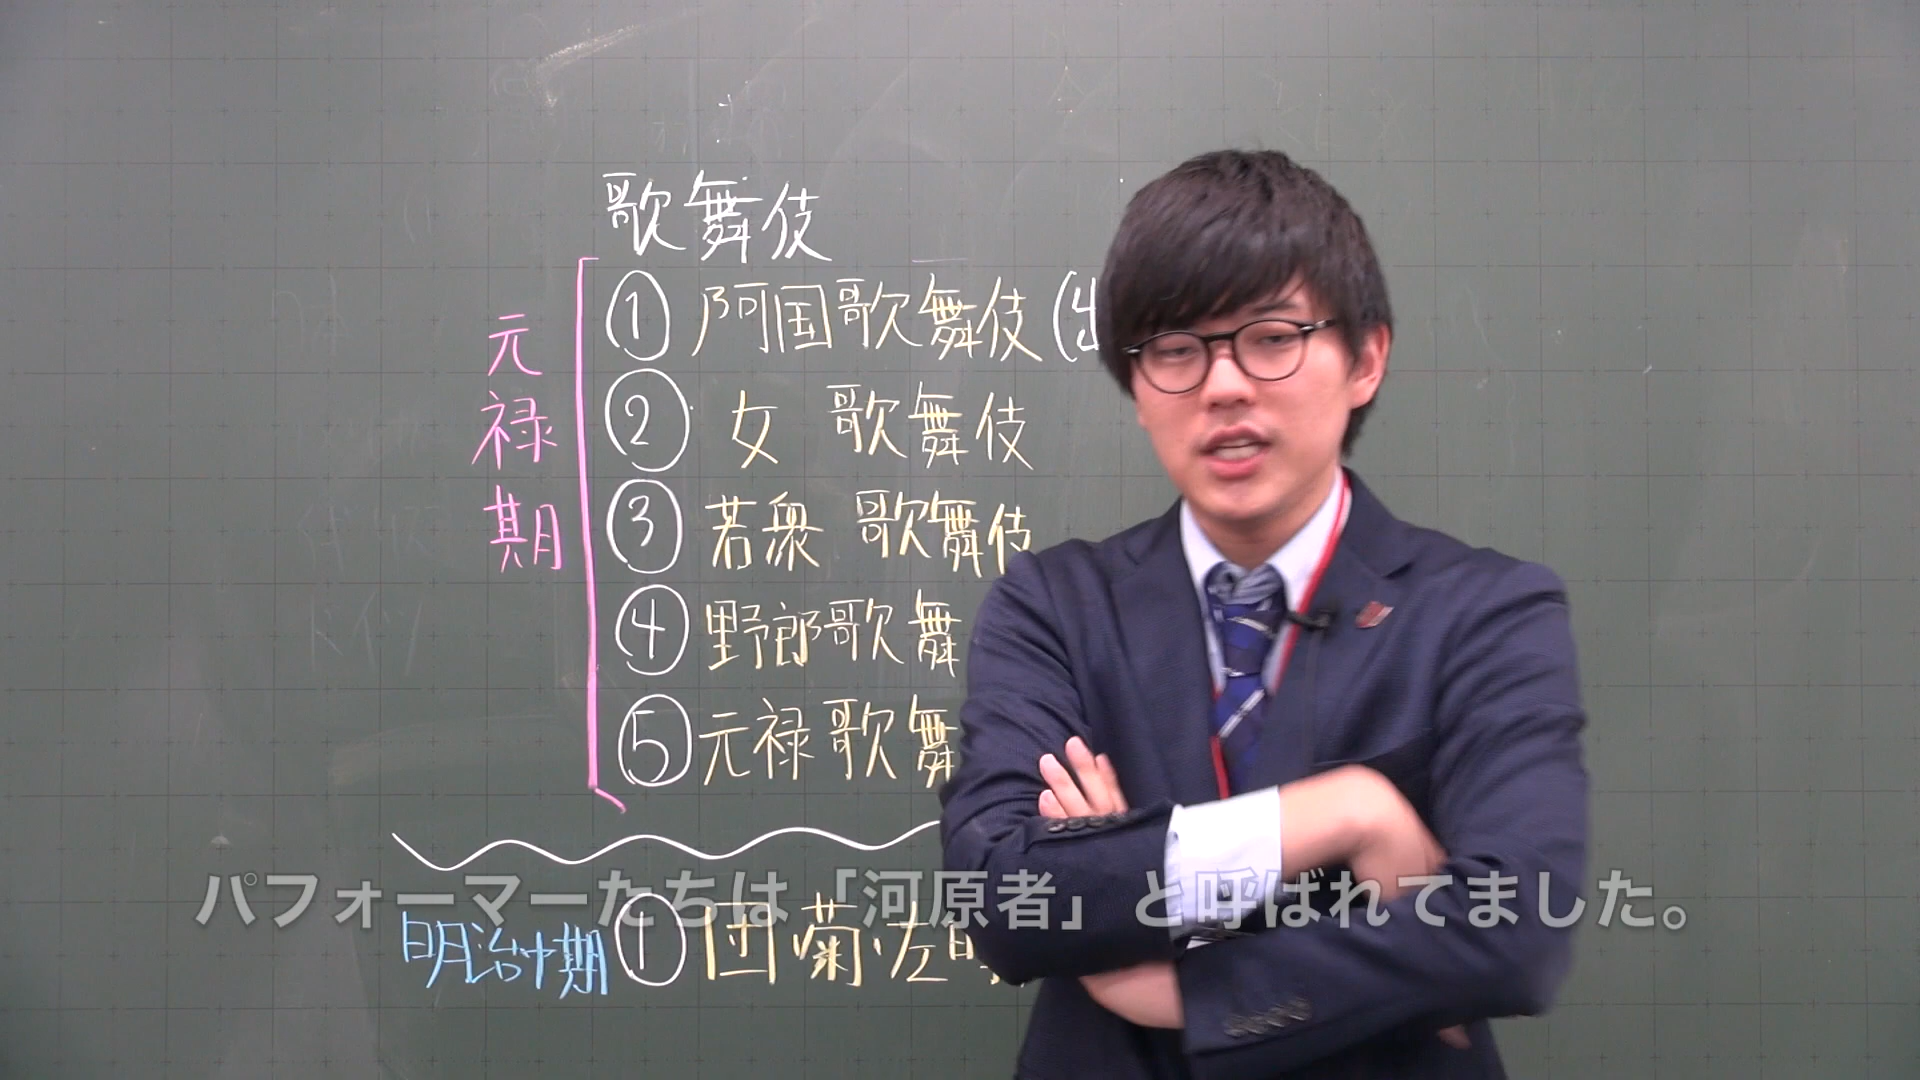 歌舞伎
元禄期
① 阿国歌舞伎(出
② 女 歌舞伎
③ 若衆 歌舞伎
④ 野郎歌舞
⑤ 元禄歌舞
パフォーマーたちは「河原者」と呼ばれてました。
明治中期 ① 団菊左時